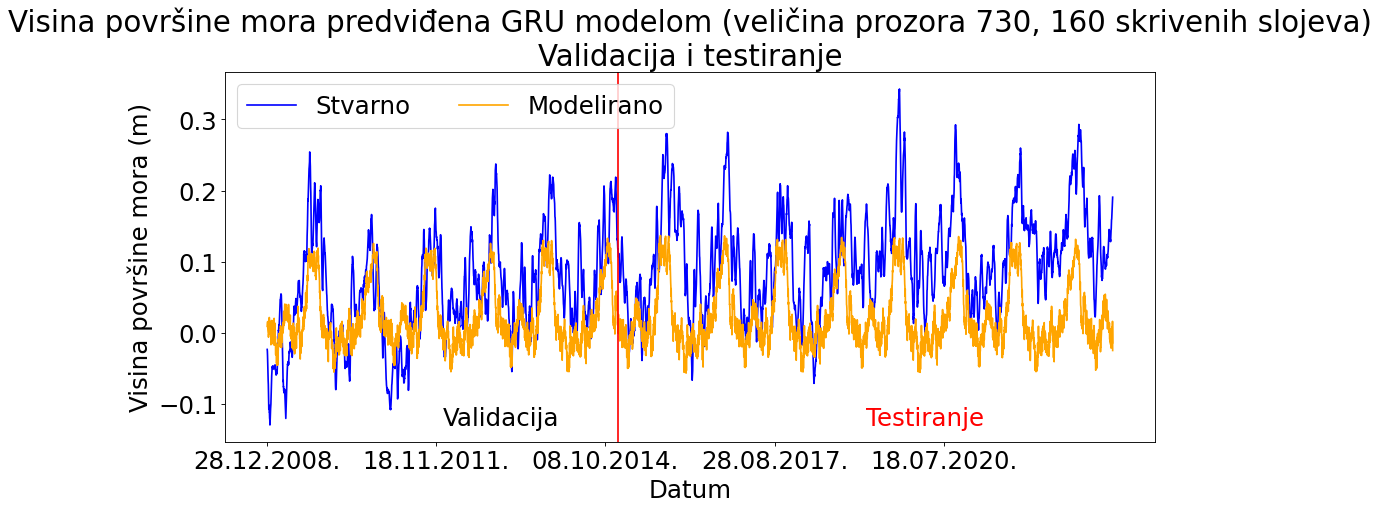 Visina površine mora predviđena GRU modelom (veličina prozora 730, 160 skrivenih slojeva)
Validacija i testiranje
Stvarno Modelirano
Visina površine mora (m)
0.3
0.2
0.1
0.0
−0.1
Validacija Testiranje
28.12.2008. 18.11.2011. 08.10.2014. 28.08.2017. 18.07.2020.
Datum